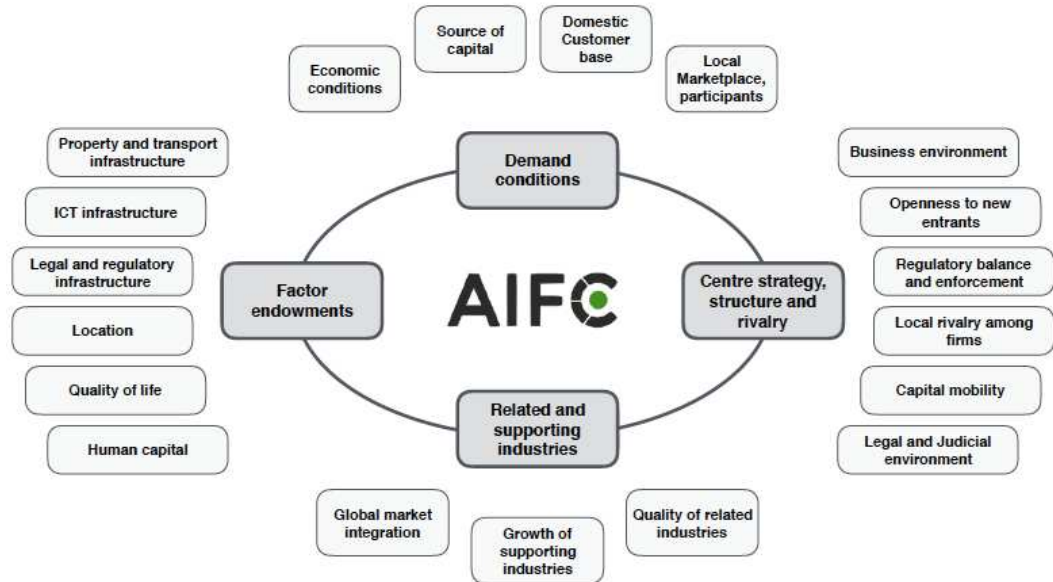 Source of
capital
Domestic
Customer
base
Economic
conditions
Local
Marketplace,
participants
Property and transport
infrastructure
ICT infrastructure
Legal and regulatory
infrastructure
Location
Quality of life
Human capital
Demand
conditions
Factor
endowments
AIFC
Centre strategy,
structure and
rivalry
Related and
supporting
industries
Business environment
Openness to new
entrants
Regulatory balance
and enforcement
Local rivalry among
firms
Capital mobility
Legal and Judicial
environment
Global market
integration
Growth of
supporting
industries
Quality of related
industries